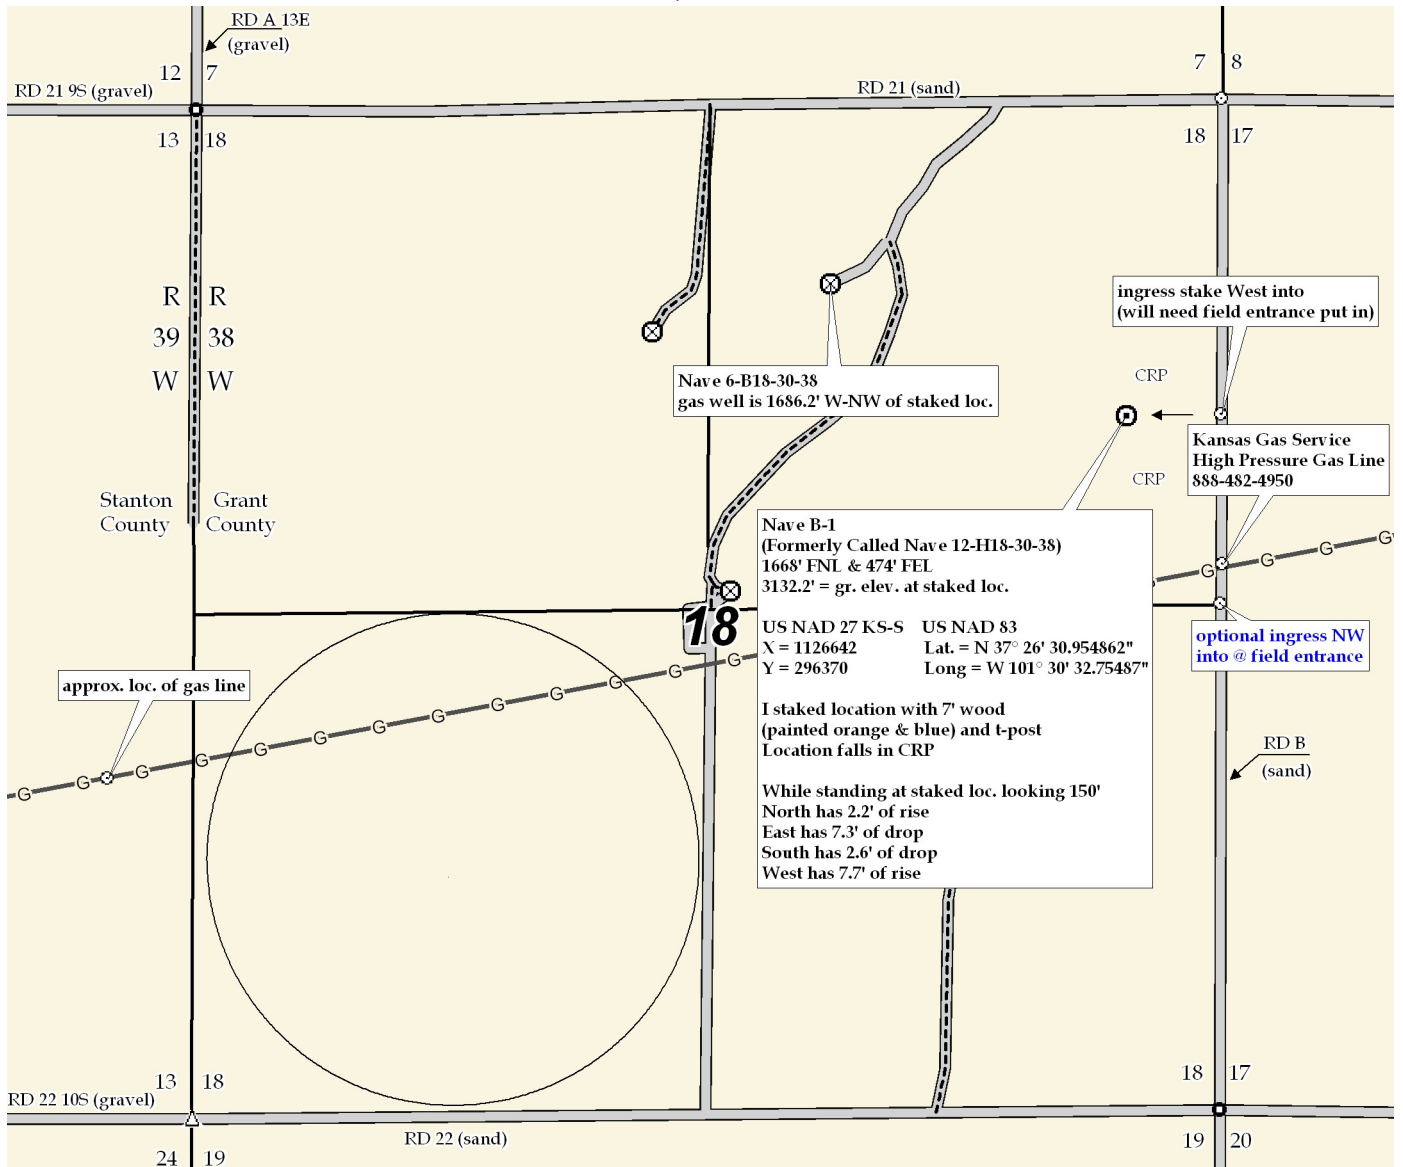 RD A 13E
(gravel)
12 7
7 8
RD 21 9S (gravel)
RD 21 (sand)
13 18
18 17
R R
39 38
W W
ingress stake West into
(will need field entrance put in)
Nave 6-B18-30-38
gas well is 1686.2' W-NW of staked loc.
CRP
Kansas Gas Service
High Pressure Gas Line
888-482-4950
CRP
Stanton
County
Grant
County
Nave B-1
(Formerly Called Nave 12-H18-30-38)
1668' FNL & 474' FEL
3132.2' = gr. elev. at staked loc.
US NAD 27 KS-S US NAD 83
X = 1126642 Lat. = N 37° 26' 30.954862"
Y = 296370 Long = W 101° 30' 32.75487"
I staked location with 7' wood
(painted orange & blue) and t-post
Location falls in CRP
While standing at staked loc. looking 150'
North has 2.2' of rise
East has 7.3' of drop
South has 2.6' of drop
West has 7.7' of rise
18
optional ingress NW
into @ field entrance
approx. loc. of gas line
G G G G G G G G G G G G G G G G G G
RD B
(sand)
13 18
18 17
RD 22 10S (gravel)
RD 22 (sand)
24 19
19 20